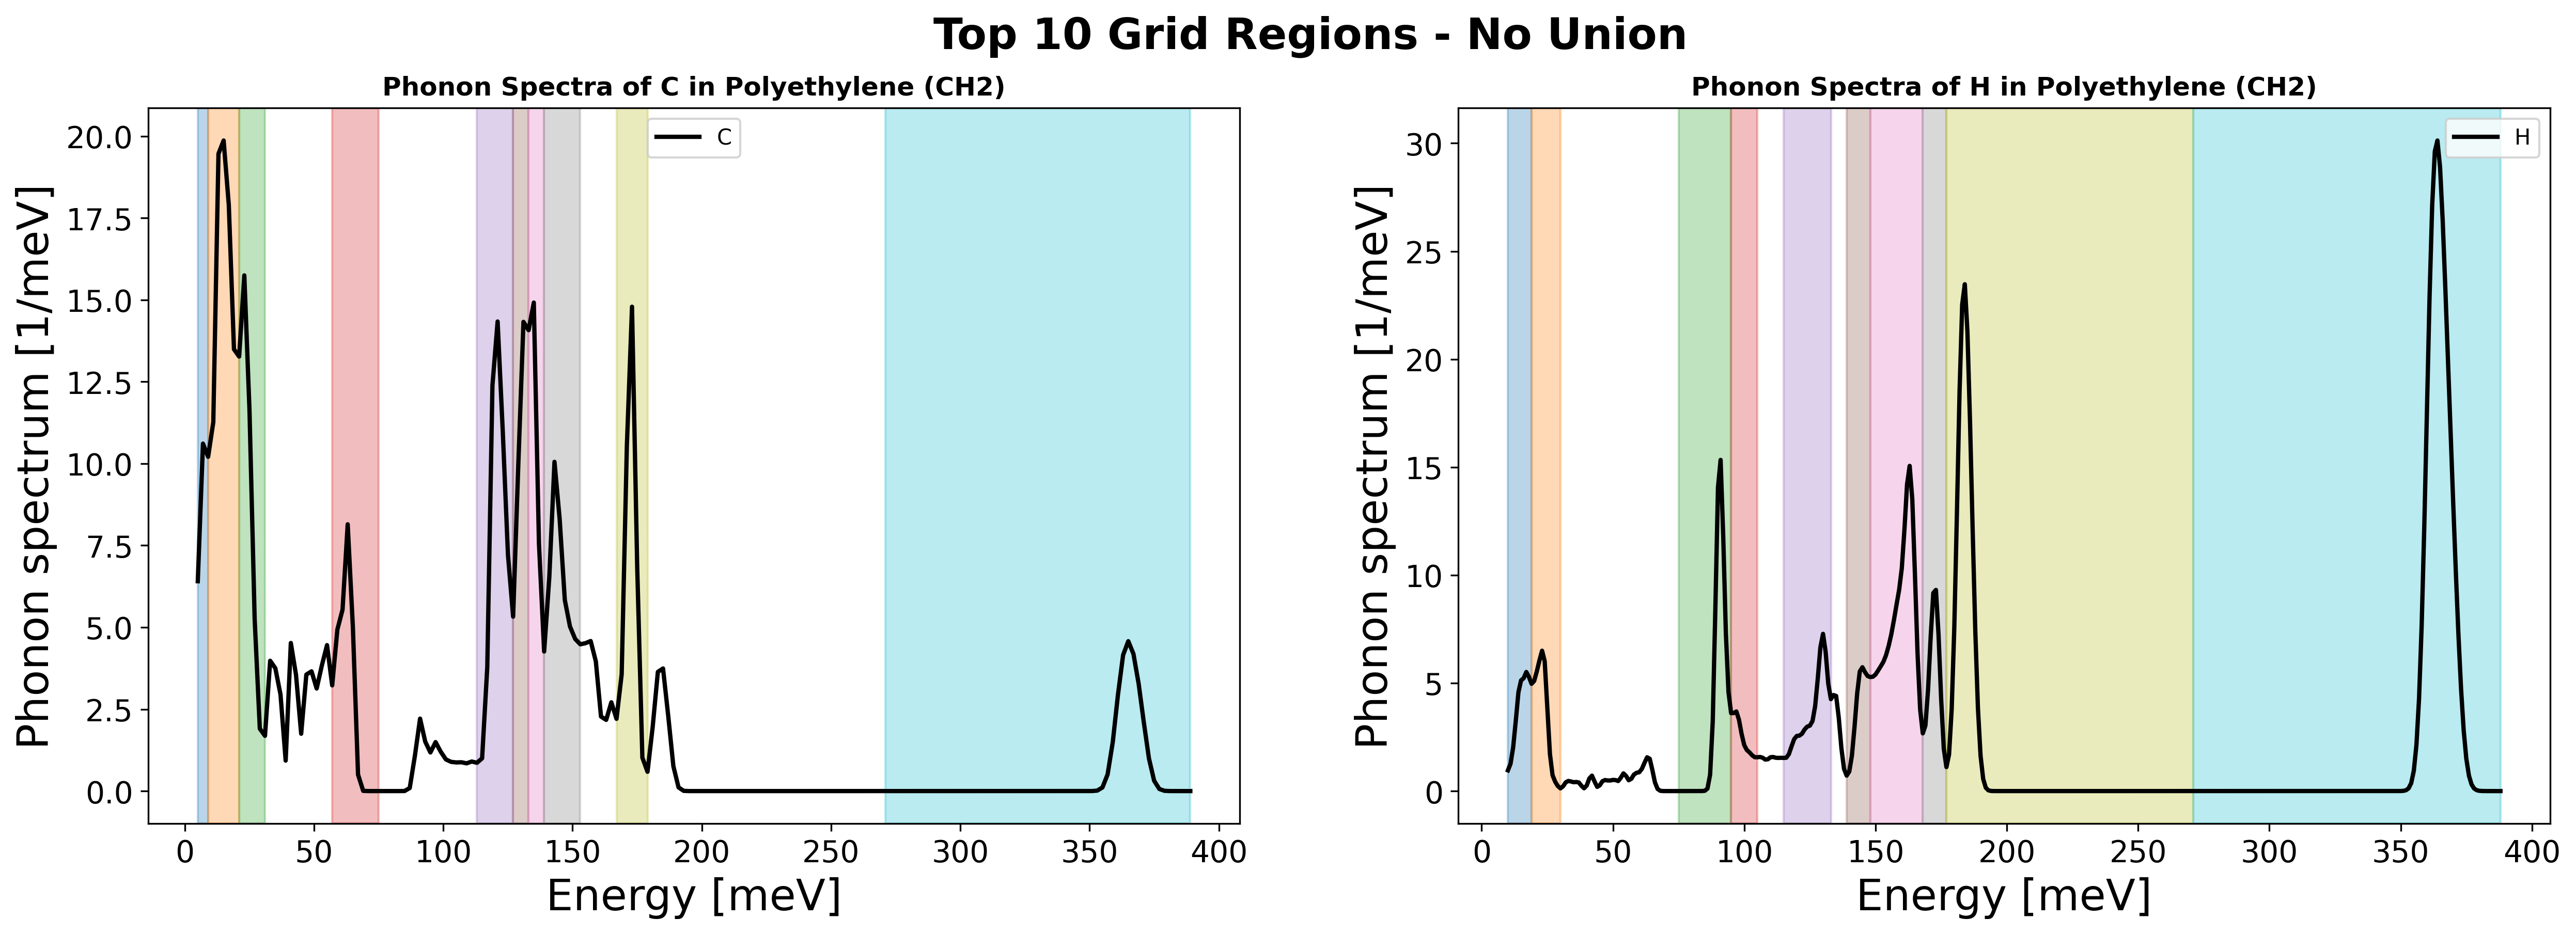 Top 10 Grid Regions - No Union
Phonon Spectra of C in Polyethylene (CH2)
Phonon spectrum [1/meV]
20.0
17.5
15.0
12.5
10.0
7.5
5.0
2.5
0.0
C
0 50 100 150 200 250 300 350 400
Energy [meV]
Phonon Spectra of H in Polyethylene (CH2)
Phonon spectrum [1/meV]
30
25
20
15
10
5
0
H
0 50 100 150 200 250 300 350 400
Energy [meV]